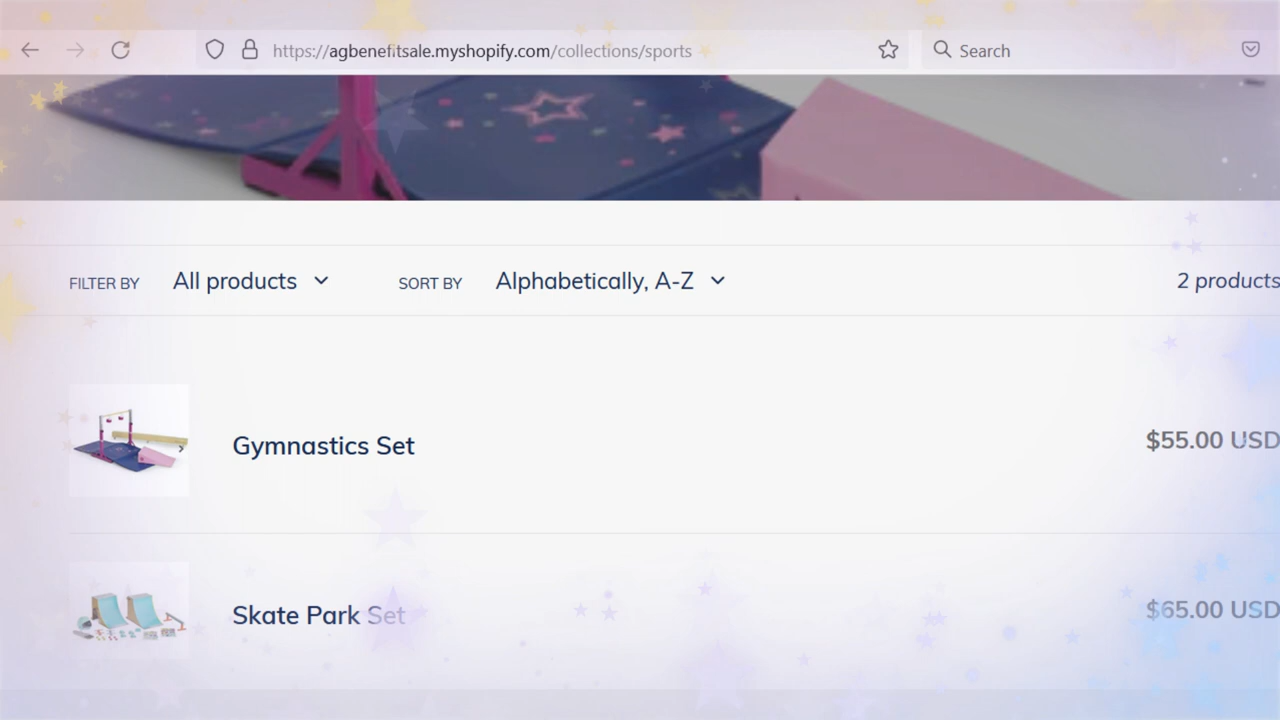 https://agbenefitsale.myshopify.com/collections/sports
Search
FILTER BY All products SORT BY Alphabetically, A-Z 2 products
Gymnastics Set $55.00 USD
Skate Park Set $65.00 USD